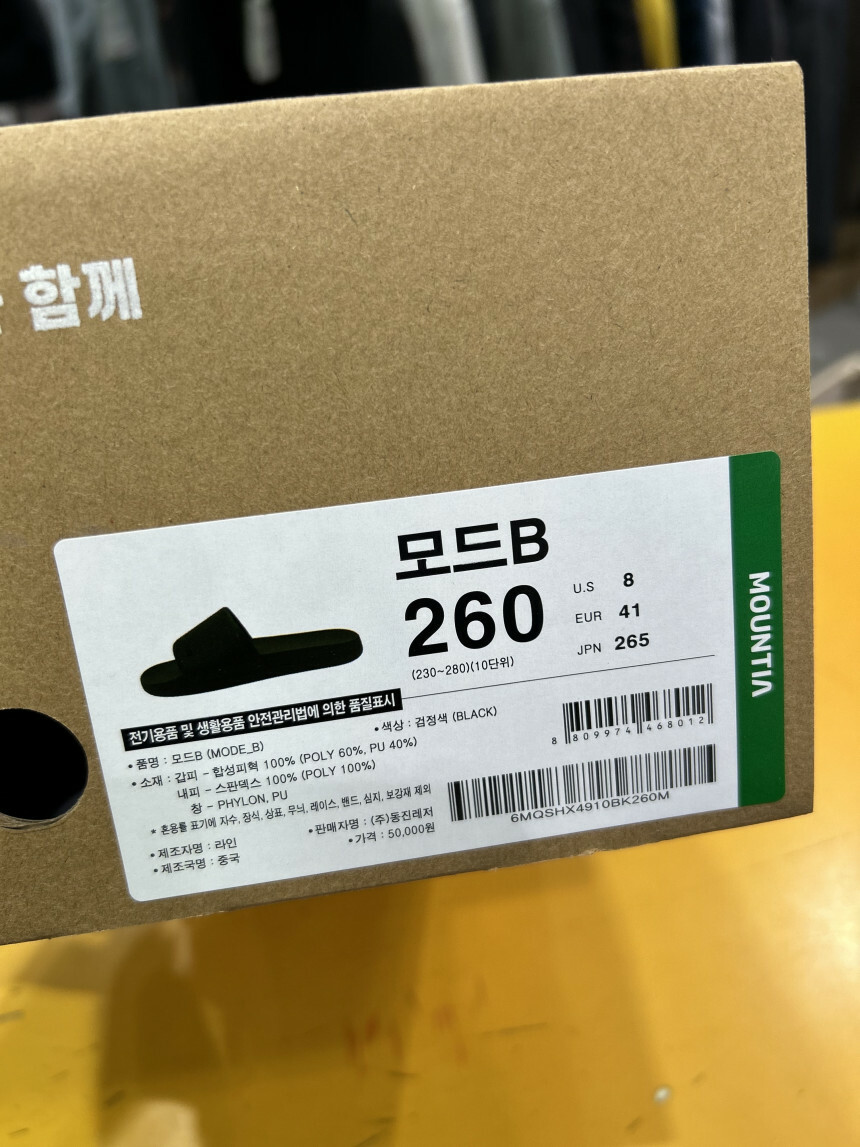 함께
모드B
260
(230~280)(10단위)
U.S 8
EUR 41
JPN 265
MOUNTIA
전기용품 및 생활용품 안전관리법에 의한 품질표시
• 품명 : 모드B (MODE_B)
• 색상 : 검정색 (BLACK)
• 소재 : 갑피 - 합성피혁 100% (POLY 60%, PU 40%)
내피 - 스판덱스 100% (POLY 100%)
창 - PHYLON, PU
* 혼용률 표기에 자수, 장식, 상표, 무늬, 레이스, 밴드, 심지, 보강재 제외
• 제조자명 : 라인
• 판매자명 : (주)동진레저
• 제조국명 : 중국
• 가격 : 50,000원
8 809974 468012
6MQSHX4910BK260M